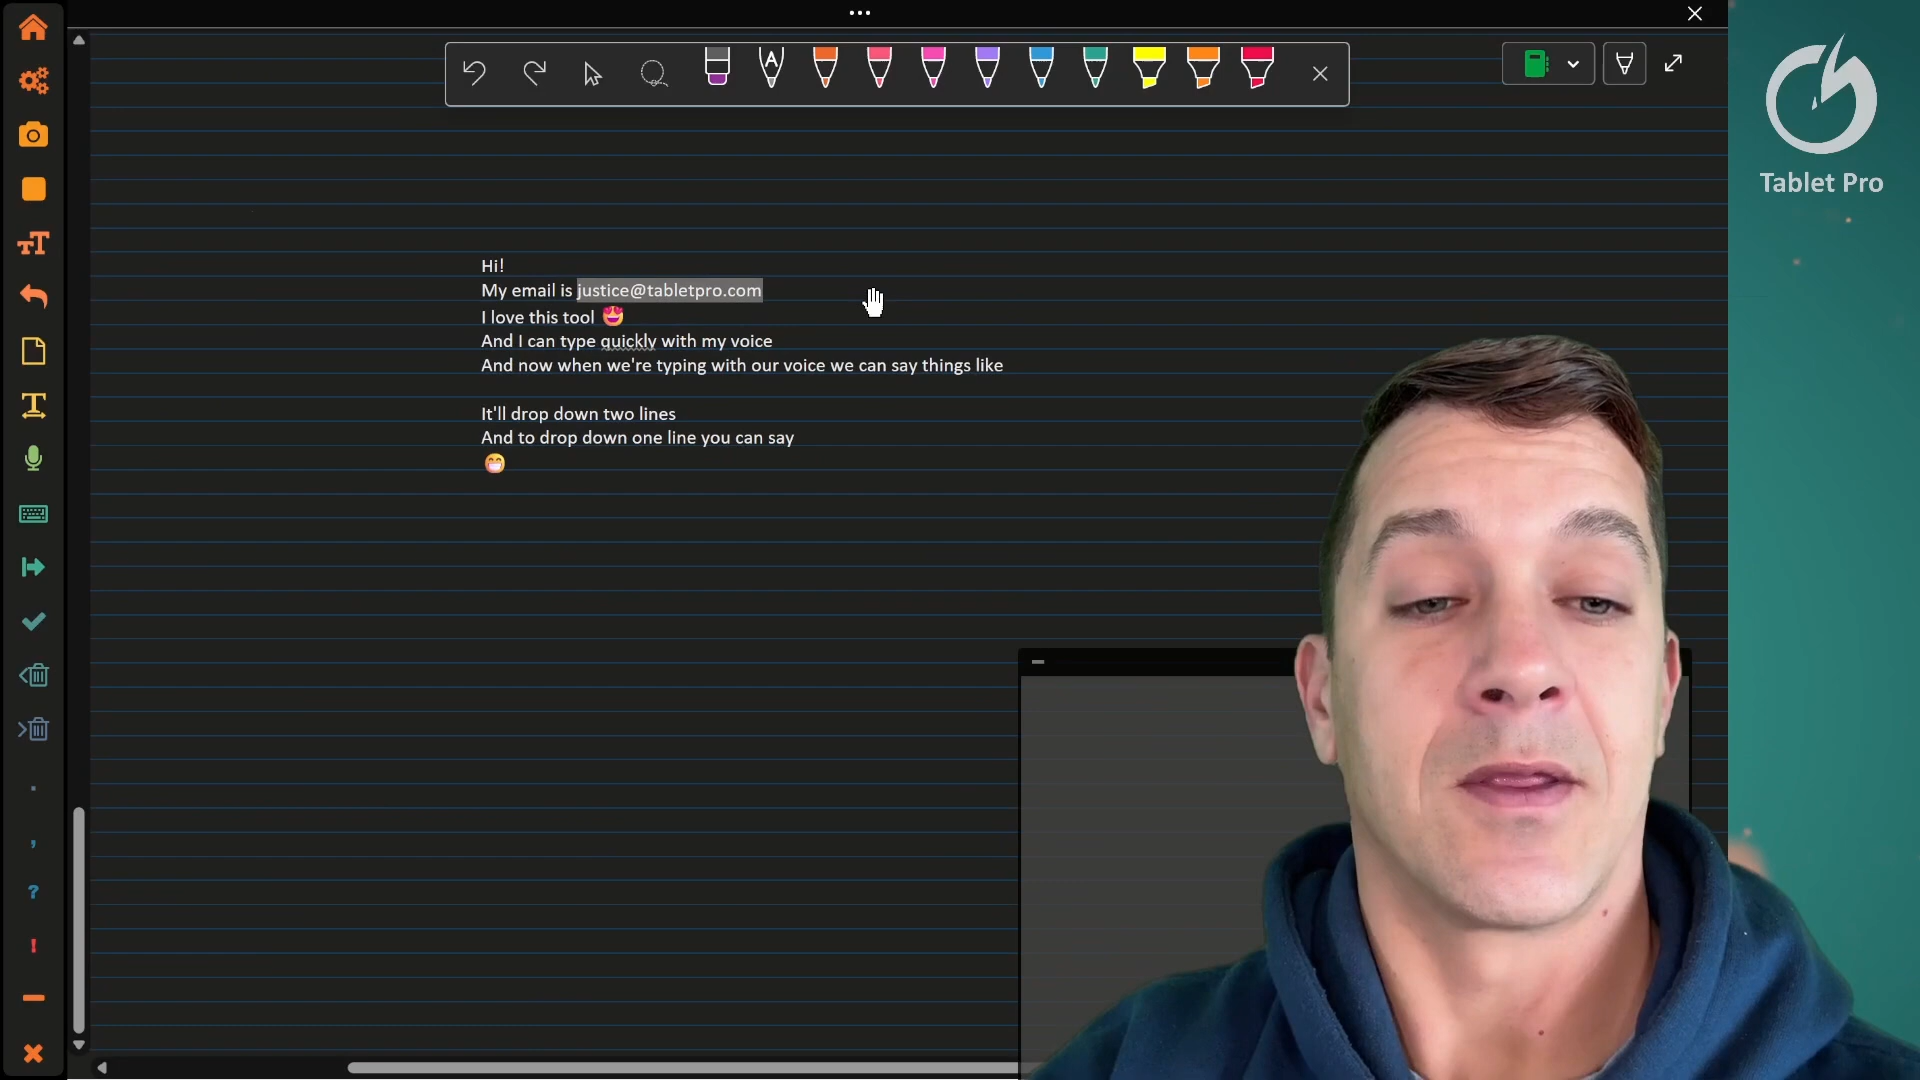 Tablet Pro
Hi!
My email is justice@tabletpro.com
I love this tool 😍
And I can type quickly with my voice
And now when we're typing with our voice we can say things like
It'll drop down two lines
And to drop down one line you can say
😁